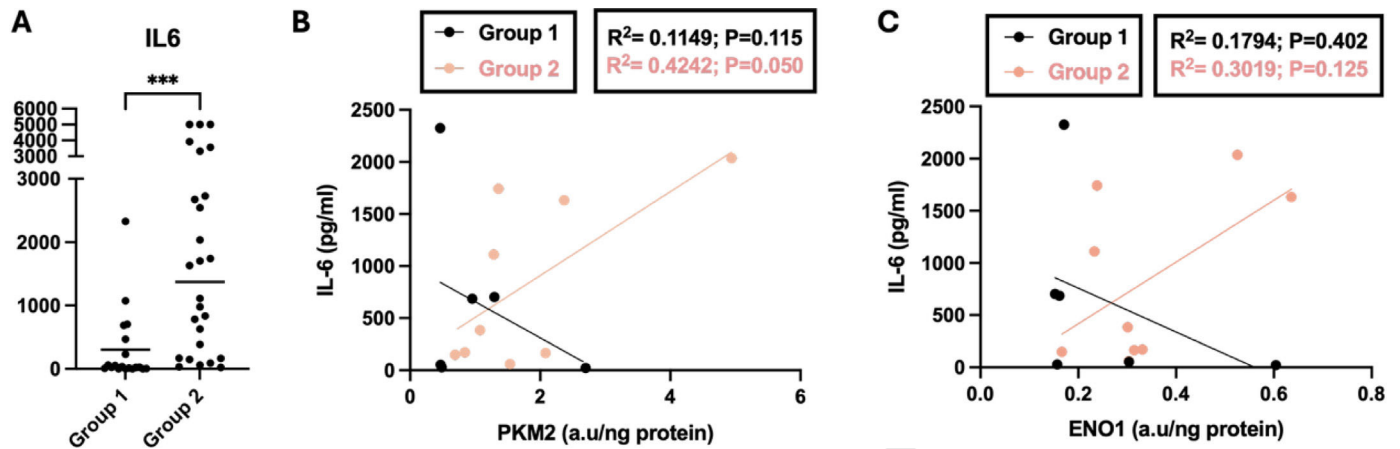 A
IL6
***
6000
5000
4000
3000
3000
2000
1000
0
Group 1
Group 2
B
Group 1
Group 2
R²= 0.1149; P=0.115
R²= 0.4242; P=0.050
IL-6 (pg/ml)
2500
2000
1500
1000
500
0
0 2 4 6
PKM2 (a.u/ng protein)
C
Group 1
Group 2
R²= 0.1794; P=0.402
R²= 0.3019; P=0.125
IL-6 (pg/ml)
2500
2000
1500
1000
500
0
0.0 0.2 0.4 0.6 0.8
ENO1 (a.u/ng protein)